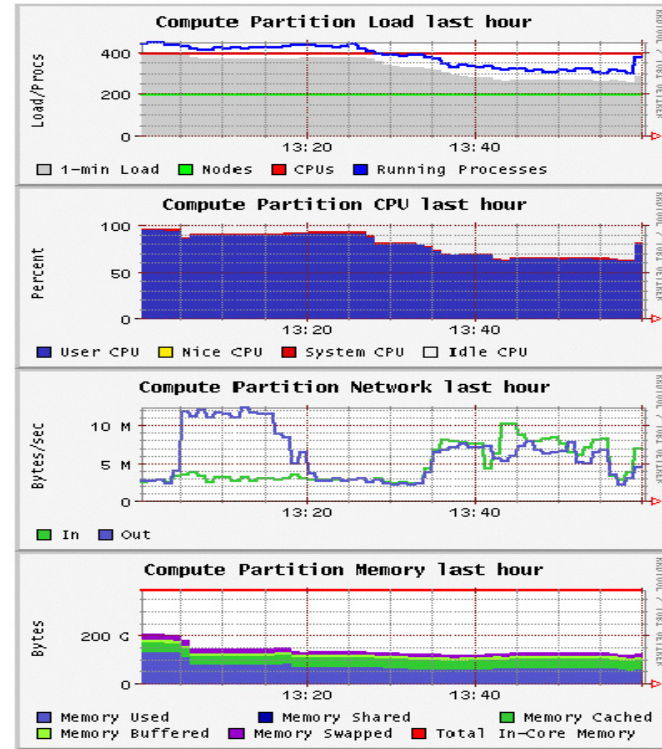 Compute Partition Load last hour
Load/Procs
400
200
0
13:20 13:40
1-min Load Nodes CPUs Running Processes
Compute Partition CPU last hour
Percent
100
50
0
13:20 13:40
User CPU Nice CPU System CPU Idle CPU
Compute Partition Network last hour
Bytes/sec
10 M
5 M
0
13:20 13:40
In Out
Compute Partition Memory last hour
Bytes
200 G
0
13:20 13:40
Memory Used Memory Shared Memory Cached
Memory Buffered Memory Swapped Total In-Core Memory